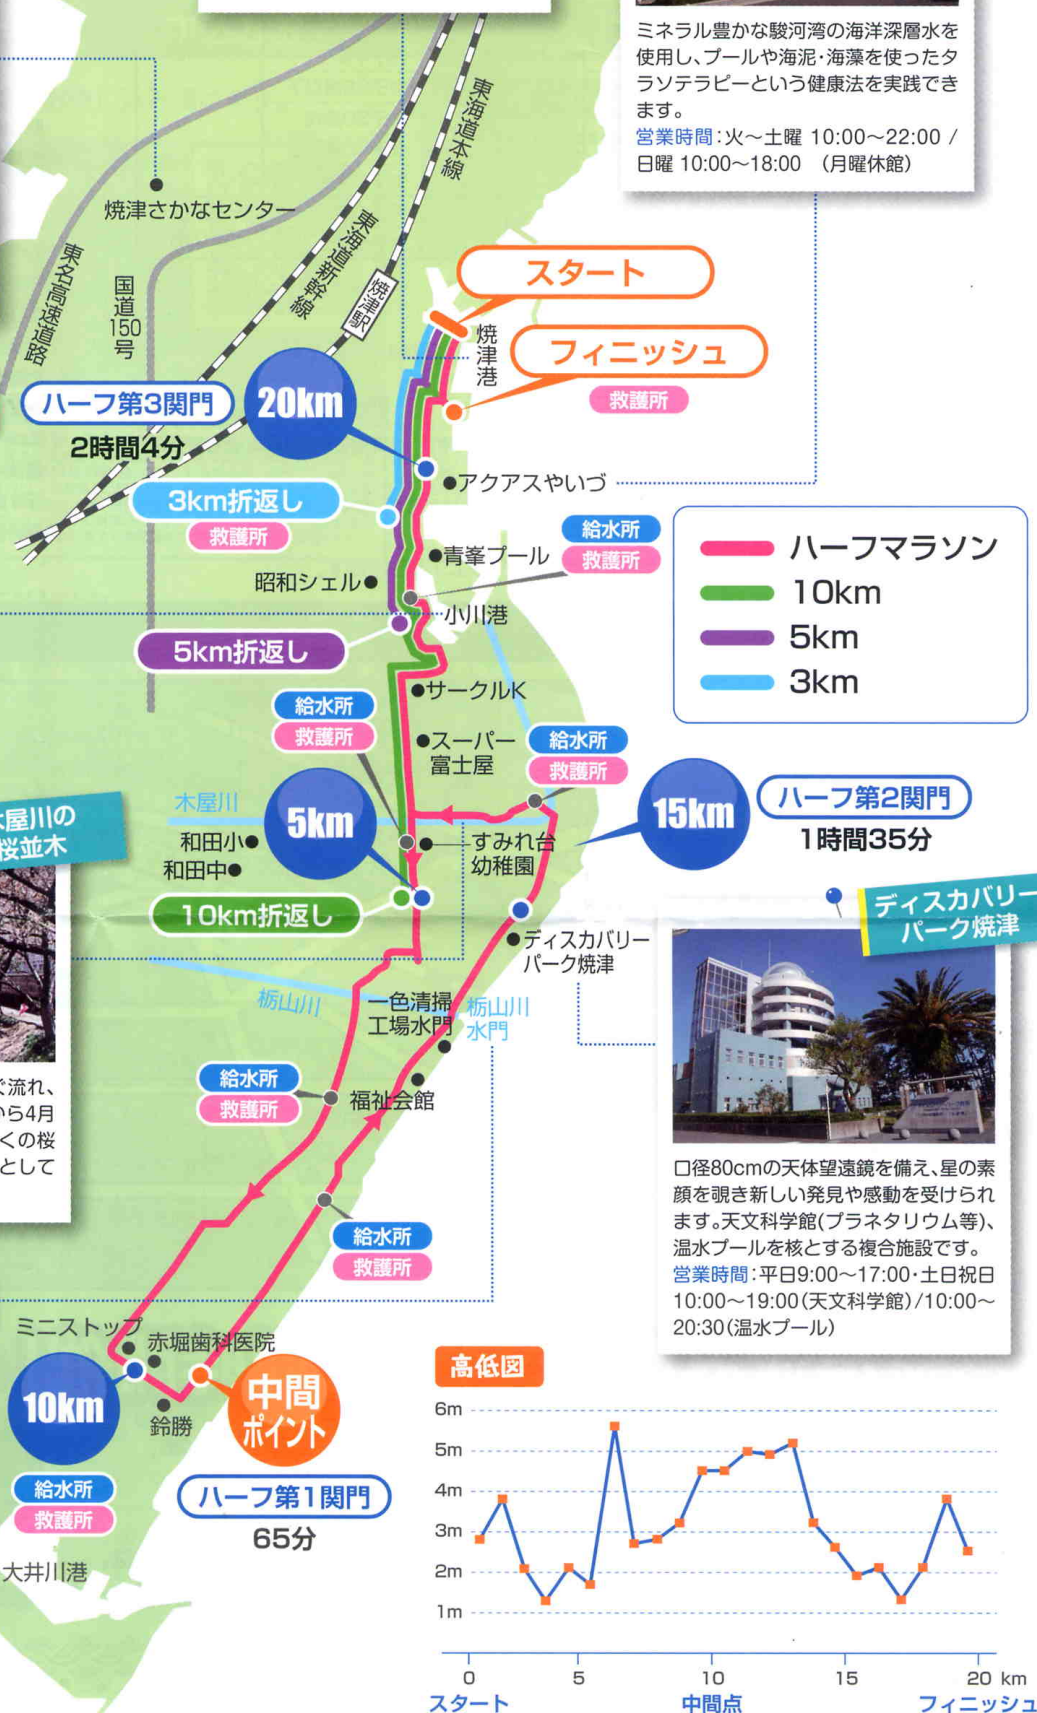 ミネラル豊かな駿河湾の海洋深層水を
使用し、プールや海泥・海藻を使ったタ
ラソテラピーという健康法を実践でき
ます。
営業時間：火〜土曜 10:00〜22:00 /
日曜 10:00〜18:00 （月曜休館）
東海道本線
焼津さかなセンター
東海道新幹線
東名高速道路
国道150号
焼津駅
スタート
焼津港
フィニッシュ
救護所
ハーフ第3関門
2時間4分
20km
アクアスやいづ
3km折返し
救護所
給水所
救護所
青峯プール
昭和シェル
小川港
5km折返し
ハーフマラソン
10km
5km
3km
サークルK
給水所
救護所
スーパー
富士屋
給水所
救護所
木屋川
5km
15km
ハーフ第2関門
1時間35分
木屋川の
桜並木
和田小
和田中
すみれ台
幼稚園
10km折返し
ディスカバリー
パーク焼津
ディスカバリー
パーク焼津
栃山川
一色清掃
工場水門
栃山川
水門
給水所
救護所
福祉会館
ぐ流れ、
から4月
くの桜
として
口径80cmの天体望遠鏡を備え、星の素
顔を覗き新しい発見や感動を受けられ
ます。天文科学館(プラネタリウム等)、
温水プールを核とする複合施設です。
営業時間：平日9:00〜17:00・土日祝日
10:00〜19:00(天文科学館)/10:00〜
20:30(温水プール)
給水所
救護所
ミニストップ
赤堀歯科医院
10km
鈴勝
中間
ポイント
給水所
救護所
ハーフ第1関門
65分
大井川港
高低図
6m
5m
4m
3m
2m
1m
0 5 10 15 20 km
スタート 中間点 フィニッシュ